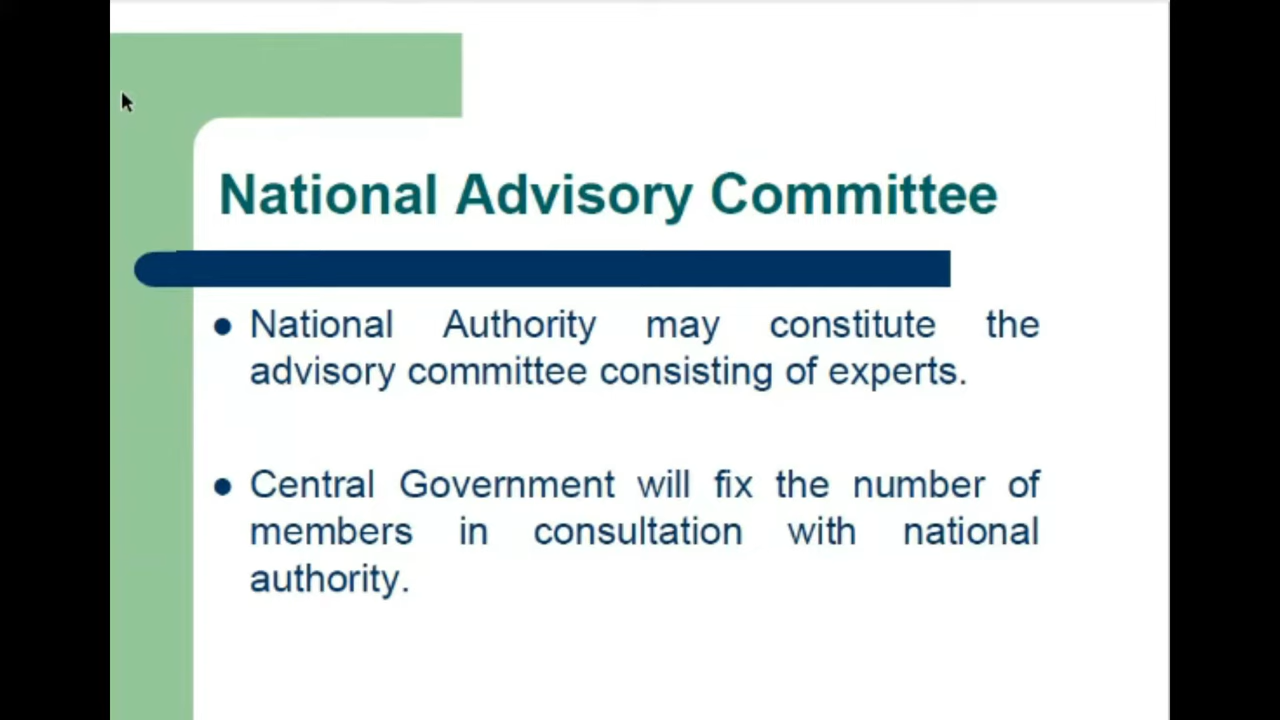 National Advisory Committee
● National Authority may constitute the
advisory committee consisting of experts.
● Central Government will fix the number of
members in consultation with national
authority.